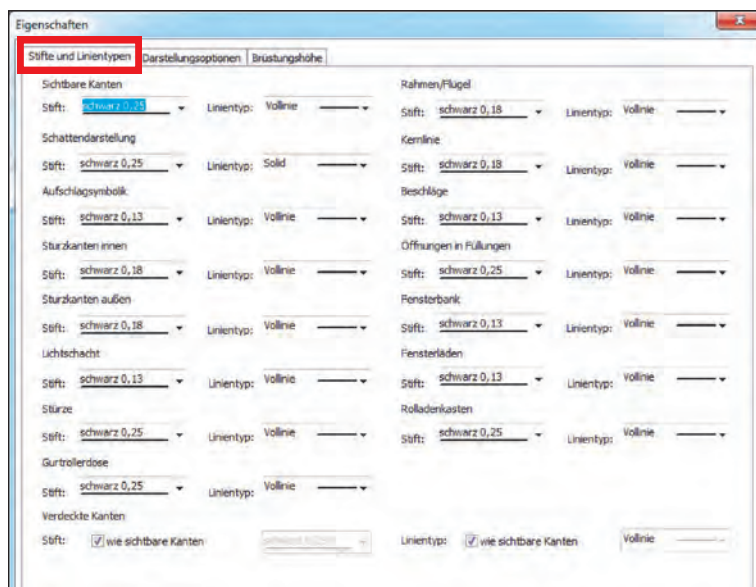 Eigenschaften
Stifte und Linientypen Darstellungsoptionen Brüstungshöhe
Sichtbare Kanten
Stift: schwarz 0,25 Linientyp: Vollinie
Schattendarstellung
Stift: schwarz 0,25 Linientyp: Solid
Aufschlagsymbolik
Stift: schwarz 0,13 Linientyp: Vollinie
Sturzkanten innen
Stift: schwarz 0,18 Linientyp: Vollinie
Sturzkanten außen
Stift: schwarz 0,18 Linientyp: Vollinie
Lichtschacht
Stift: schwarz 0,13 Linientyp: Vollinie
Stürze
Stift: schwarz 0,25 Linientyp: Vollinie
Gurtrollerdose
Stift: schwarz 0,25 Linientyp: Vollinie
Rahmen/Flügel
Stift: schwarz 0,18 Linientyp: Vollinie
Kernlinie
Stift: schwarz 0,18 Linientyp: Vollinie
Beschläge
Stift: schwarz 0,13 Linientyp: Vollinie
Öffnungen in Füllungen
Stift: schwarz 0,25 Linientyp: Vollinie
Fensterbank
Stift: schwarz 0,13 Linientyp: Vollinie
Fensterläden
Stift: schwarz 0,13 Linientyp: Vollinie
Rolladenkasten
Stift: schwarz 0,25 Linientyp: Vollinie
Verdeckte Kanten
Stift: wie sichtbare Kanten Linientyp: wie sichtbare Kanten Vollinie